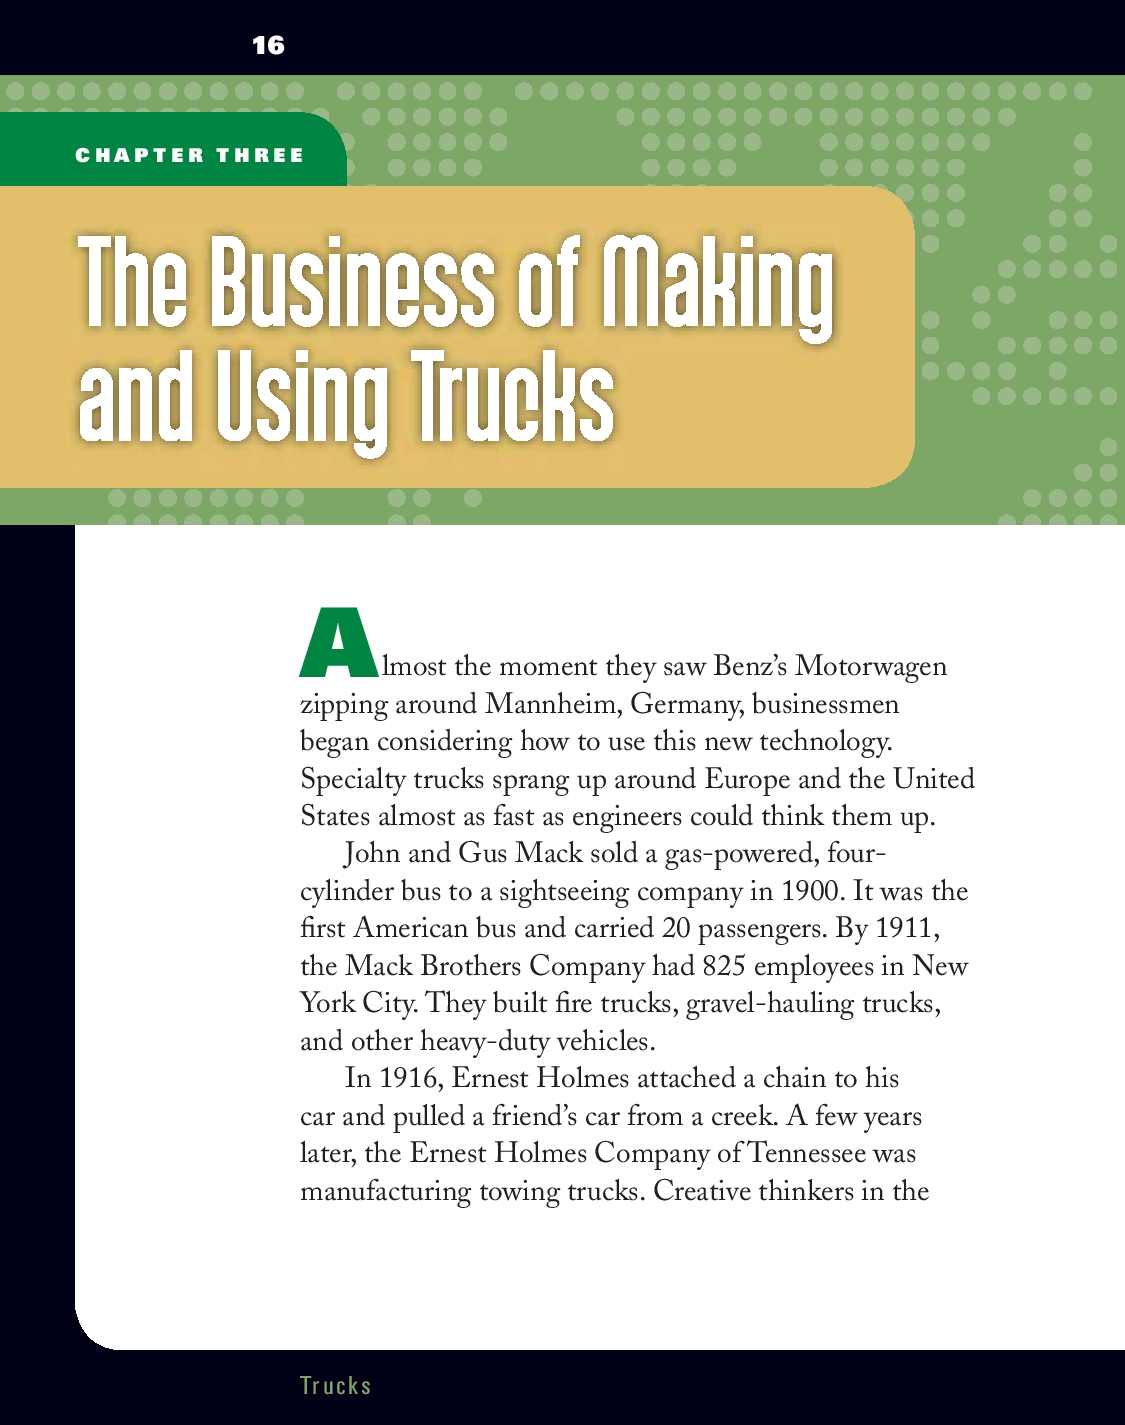 16
CHAPTER THREE
The Business of Making
and Using Trucks
Almost the moment they saw Benz’s Motorwagen
zipping around Mannheim, Germany, businessmen
began considering how to use this new technology.
Specialty trucks sprang up around Europe and the United
States almost as fast as engineers could think them up.
John and Gus Mack sold a gas-powered, four-
cylinder bus to a sightseeing company in 1900. It was the
first American bus and carried 20 passengers. By 1911,
the Mack Brothers Company had 825 employees in New
York City. They built fire trucks, gravel-hauling trucks,
and other heavy-duty vehicles.
In 1916, Ernest Holmes attached a chain to his
car and pulled a friend’s car from a creek. A few years
later, the Ernest Holmes Company of Tennessee was
manufacturing towing trucks. Creative thinkers in the
Trucks